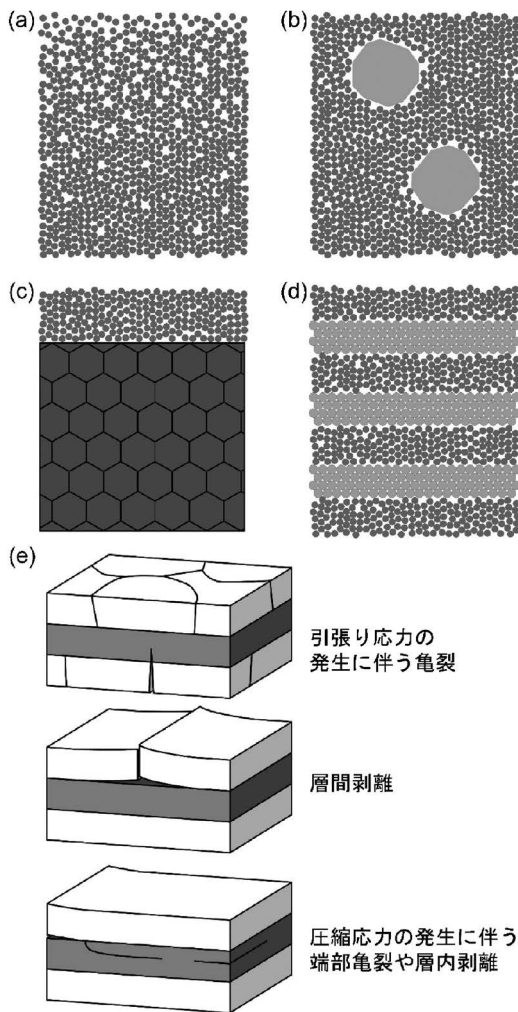 (a)
(b)
(c)
(d)
(e)
引張り応力の
発生に伴う亀裂
層間剥離
圧縮応力の発生に伴う
端部亀裂や層内剥離